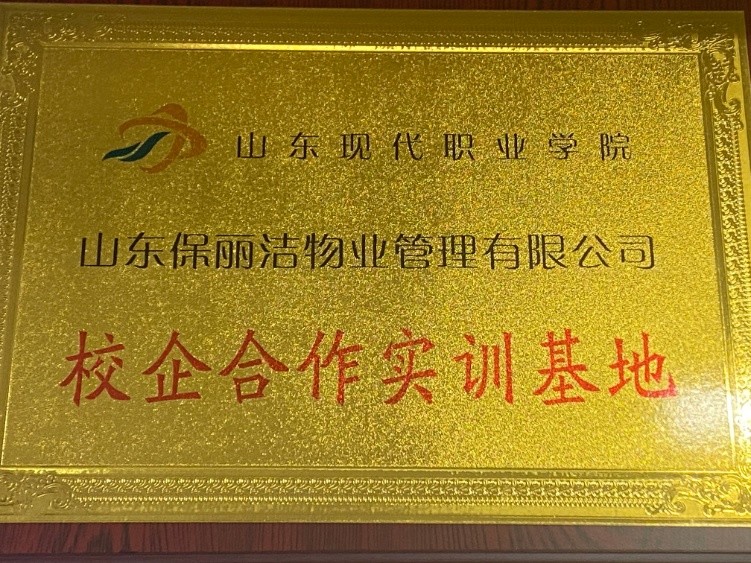 山东现代职业学院
山东保丽洁物业管理有限公司
校企合作实训基地